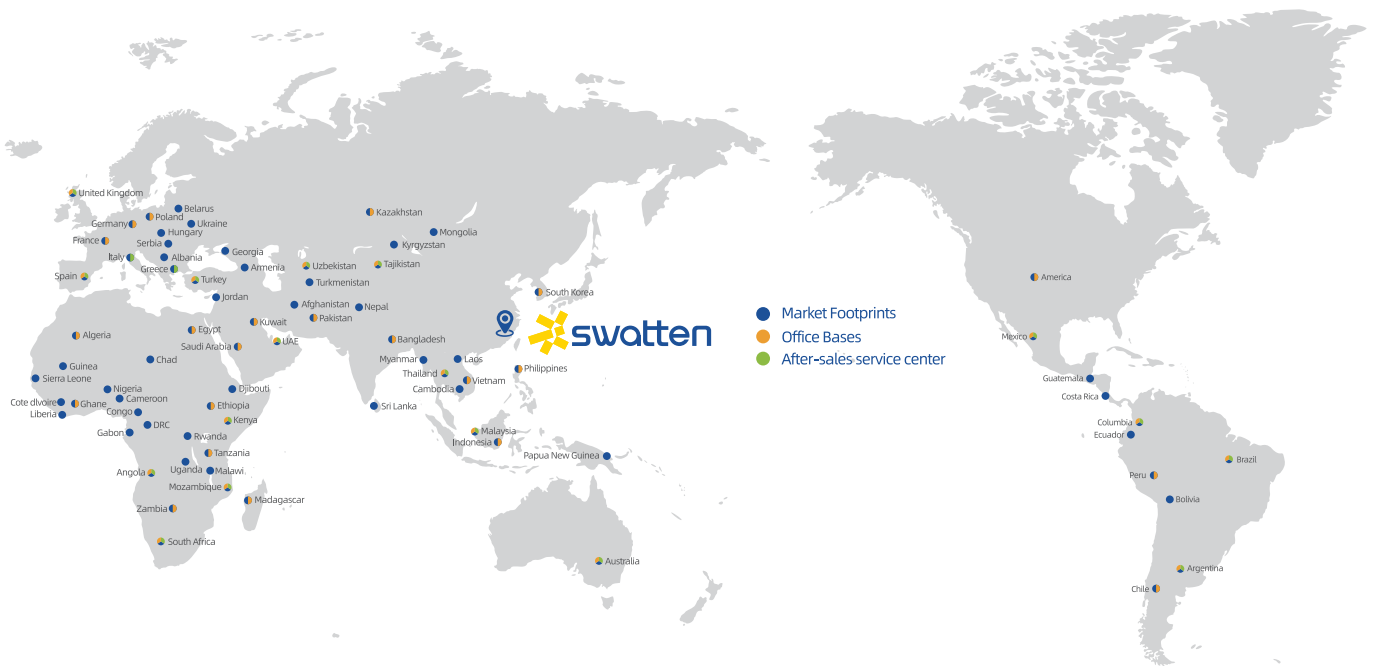 United Kingdom
Belarus
Poland
Germany
Ukraine
Hungary
France
Serbia
Italy
Albania
Georgia
Greece
Armenia
Spain
Turkey
Jordan
Kazakhstan
Mongolia
Kyrgyzstan
Uzbekistan
Tajikistan
Turkmenistan
Afghanistan
Nepal
Pakistan
South Korea
swatten
Kuwait
Egypt
Algeria
Saudi Arabia
UAE
Bangladesh
Chad
Myanmar
Laos
Guinea
Thailand
Philippines
Sierra Leone
Vietnam
Nigeria
Djibouti
Cambodia
Cameroon
Cote dlvoire
Ghane
Ethiopia
Sri Lanka
Congo
Liberia
Kenya
DRC
Gabon
Rwanda
Malaysia
Indonesia
Tanzania
Papua New Guinea
Uganda
Malawi
Angola
Mozambique
Madagascar
Zambia
South Africa
Australia
Market Footprints
Office Bases
After-sales service center
America
Mexico
Guatemala
Costa Rica
Columbia
Ecuador
Brazil
Peru
Bolivia
Argentina
Chile